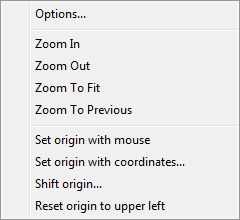 Options...
Zoom In
Zoom Out
Zoom To Fit
Zoom To Previous
Set origin with mouse
Set origin with coordinates...
Shift origin...
Reset origin to upper left